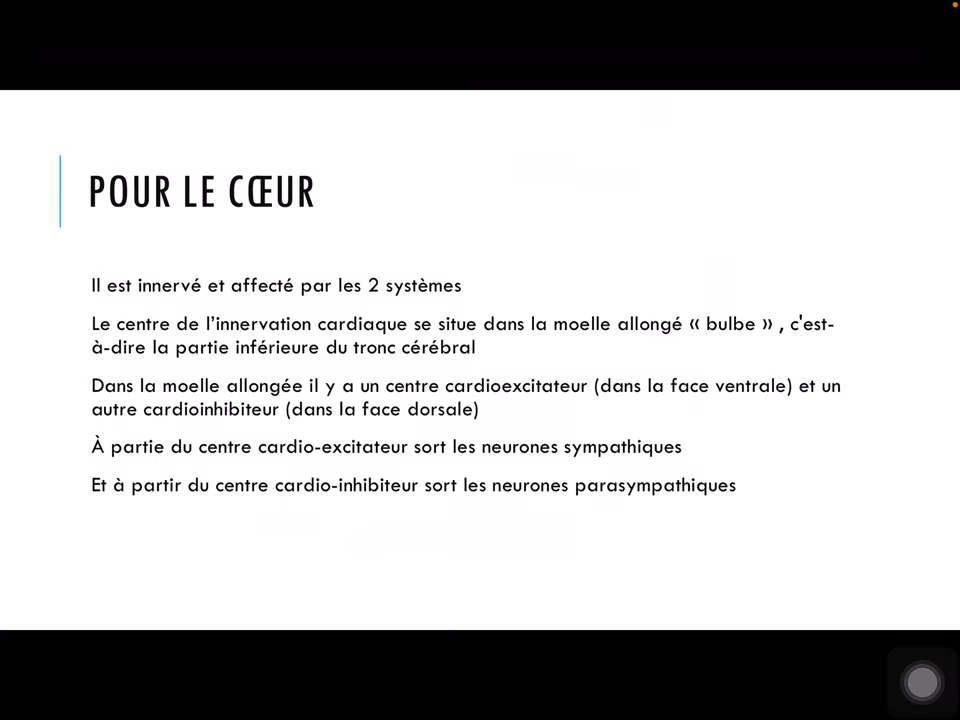 POUR LE CŒUR
Il est innervé et affecté par les 2 systèmes
Le centre de l'innervation cardiaque se situe dans la moelle allongé « bulbe » , c'est-
à-dire la partie inférieure du tronc cérébral
Dans la moelle allongée il y a un centre cardioexcitateur (dans la face ventrale) et un
autre cardioinhibiteur (dans la face dorsale)
À partie du centre cardio-excitateur sort les neurones sympathiques
Et à partir du centre cardio-inhibiteur sort les neurones parasympathiques